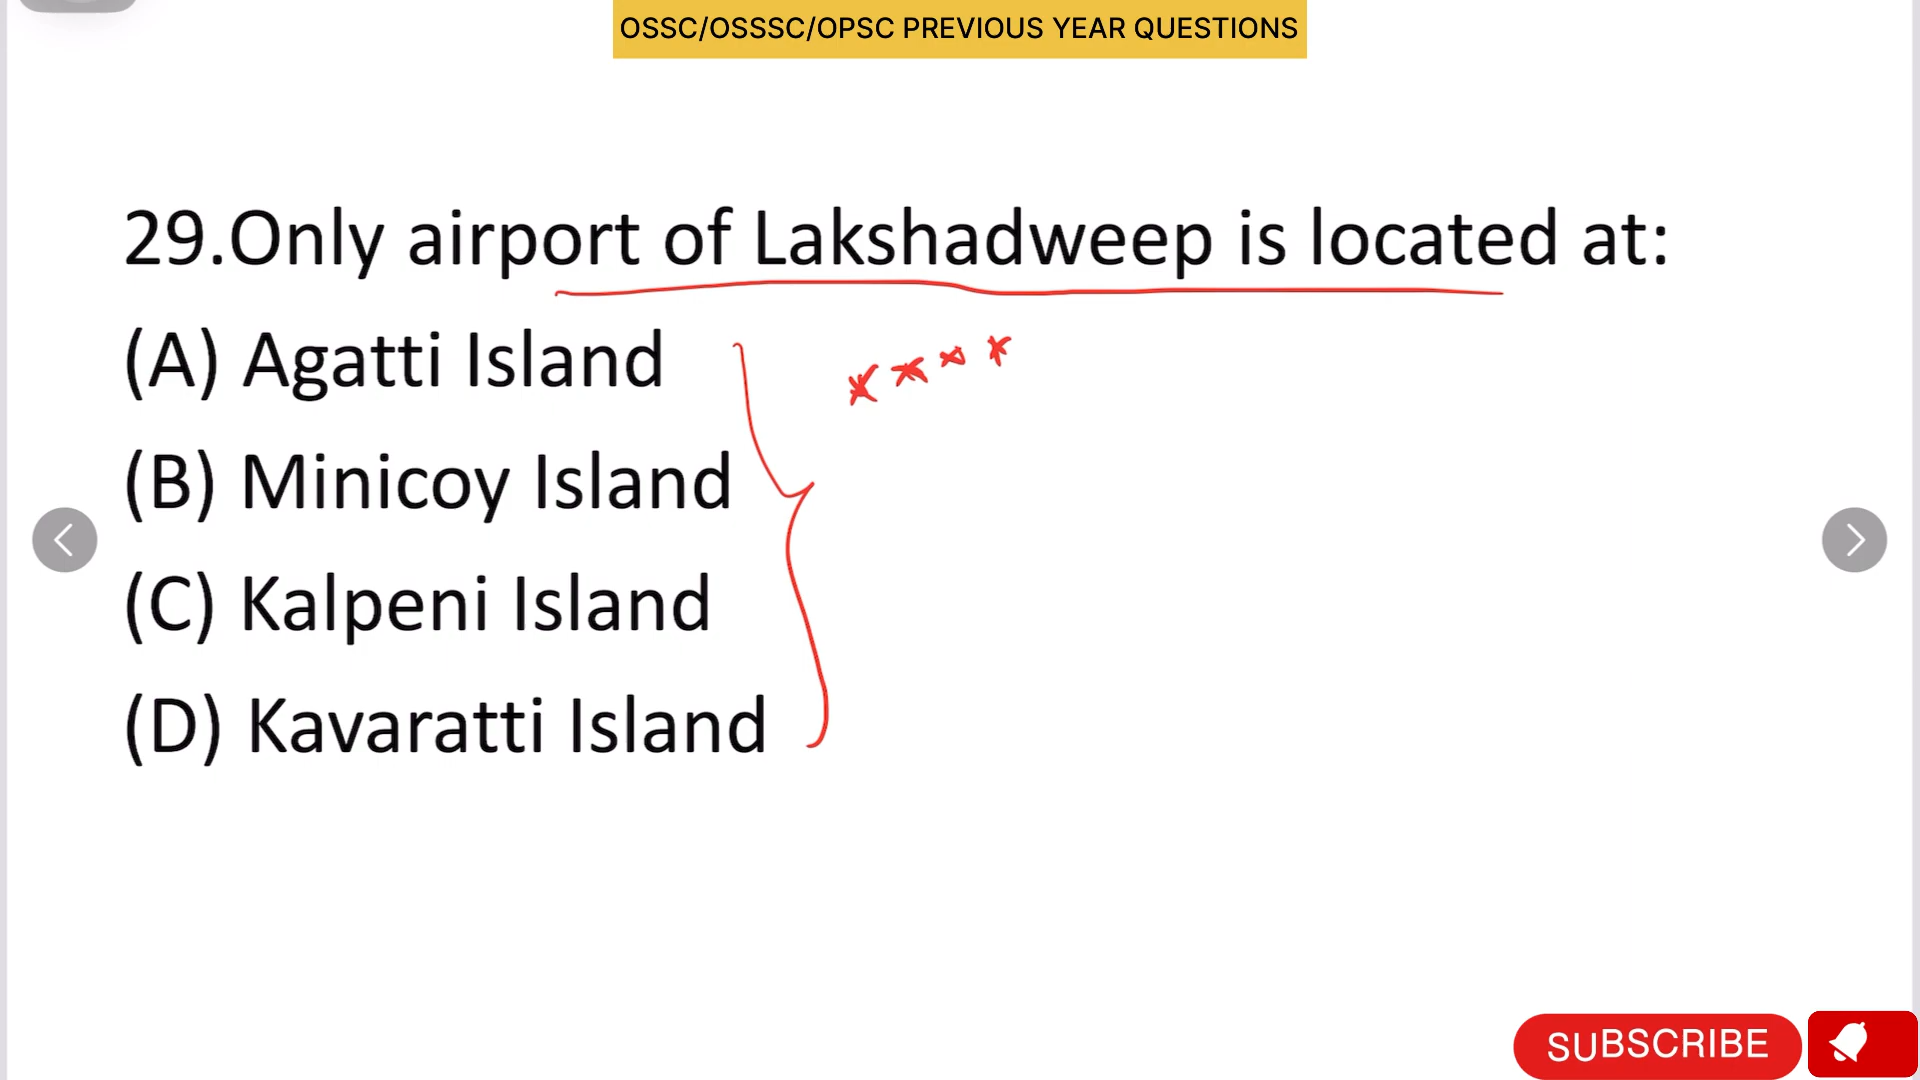 OSSC/OSSSC/OPSC PREVIOUS YEAR QUESTIONS
29.Only airport of Lakshadweep is located at:
(A) Agatti Island
(B) Minicoy Island
(C) Kalpeni Island
(D) Kavaratti Island
SUBSCRIBE